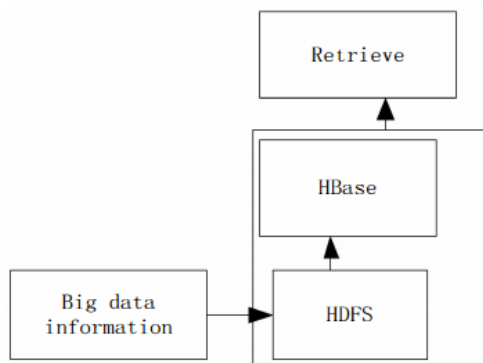 Retrieve
HBase
Big data
information
HDFS